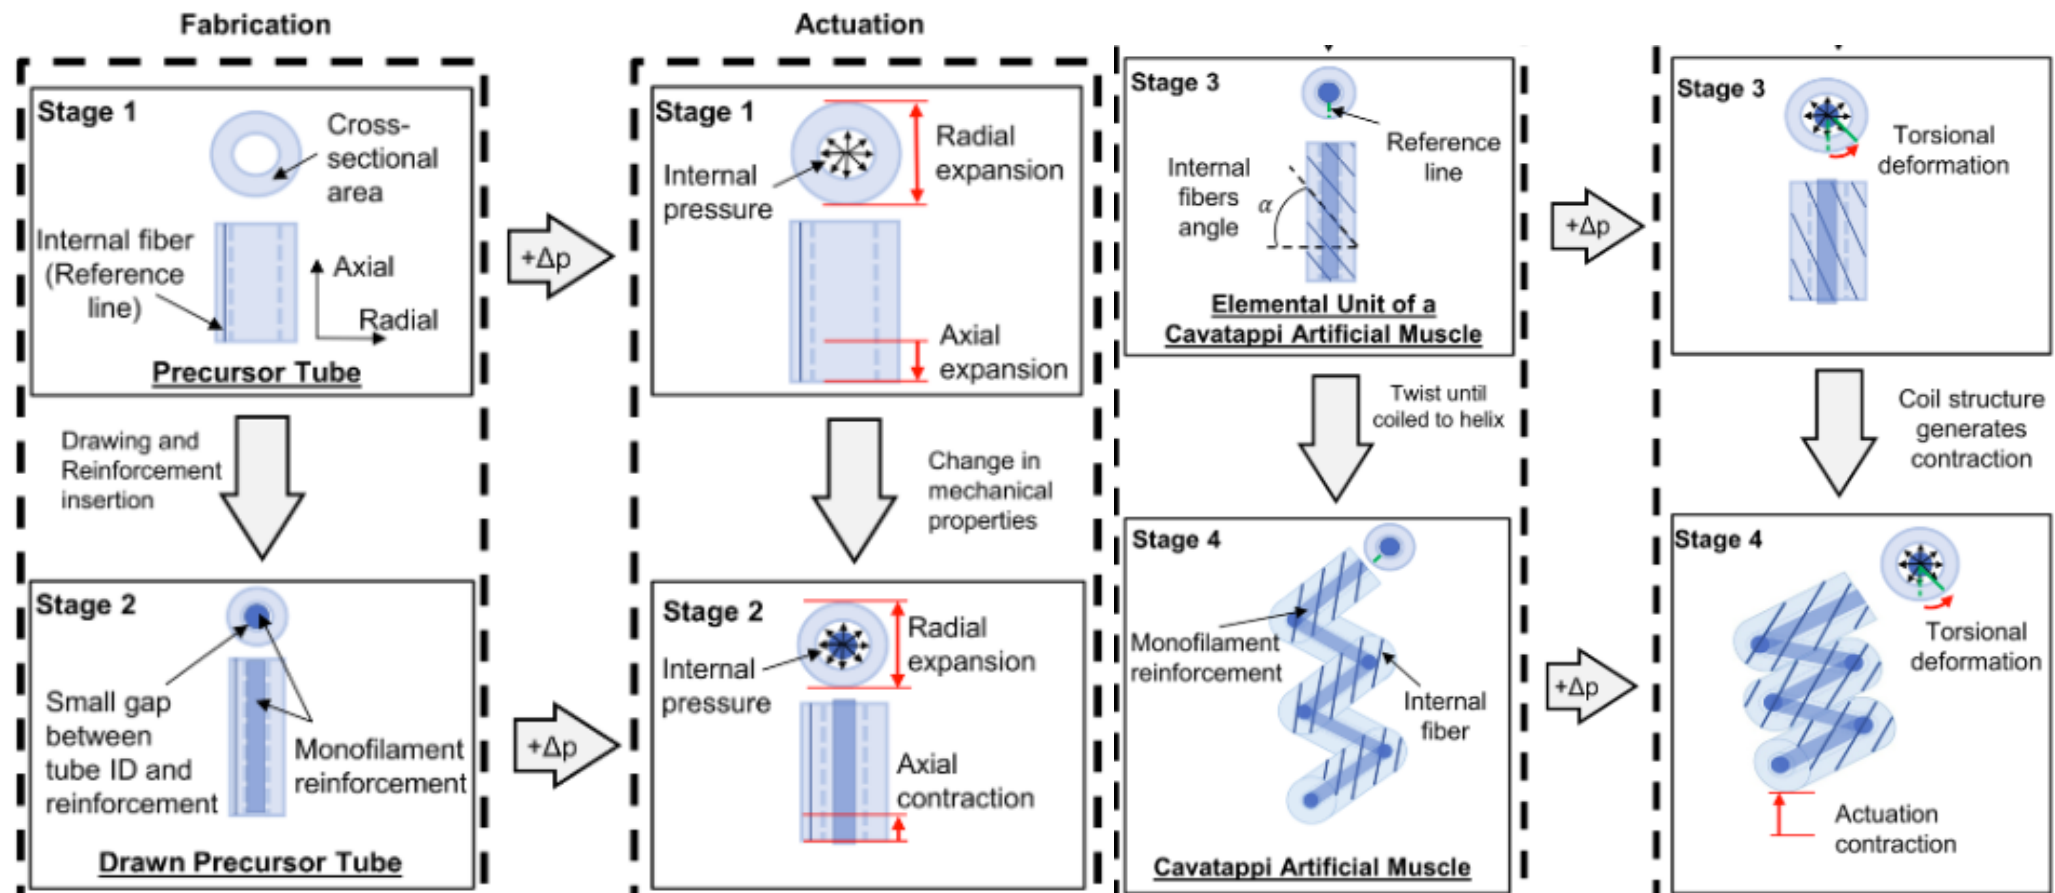 Fabrication
Stage 1
Cross-
sectional
area
Internal fiber
(Reference
line)
Axial
Radial
Precursor Tube
Drawing and
Reinforcement
insertion
Stage 2
Small gap
between
tube ID and
reinforcement
Monofilament
reinforcement
Drawn Precursor Tube
+Δp
+Δp
Actuation
Stage 1
Internal
pressure
Radial
expansion
Axial
expansion
Change in
mechanical
properties
Stage 2
Internal
pressure
Radial
expansion
Axial
contraction
Stage 3
Reference
line
Internal
fibers
angle
α
Elemental Unit of a
Cavatappi Artificial Muscle
Twist until
coiled to helix
Stage 4
Monofilament
reinforcement
Internal
fiber
Cavatappi Artificial Muscle
+Δp
+Δp
Stage 3
Torsional
deformation
Coil structure
generates
contraction
Stage 4
Torsional
deformation
Actuation
contraction